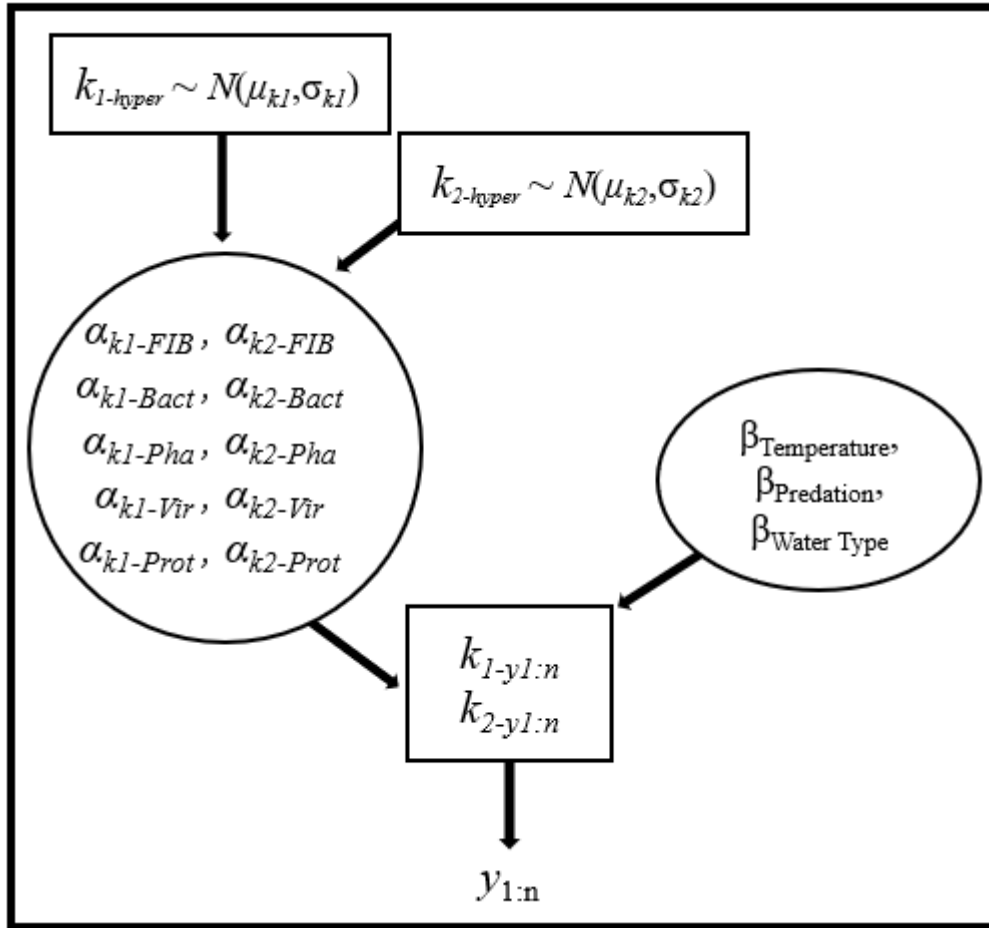 k1-hyper ~ N(μk1,σk1)
k2-hyper ~ N(μk2,σk2)
αk1-FIB, αk2-FIB
αk1-Bact, αk2-Bact
αk1-Pha, αk2-Pha
αk1-Vir, αk2-Vir
αk1-Prot, αk2-Prot
βTemperature,
βPredation,
βWater Type
k1-y1:n
k2-y1:n
y1:n